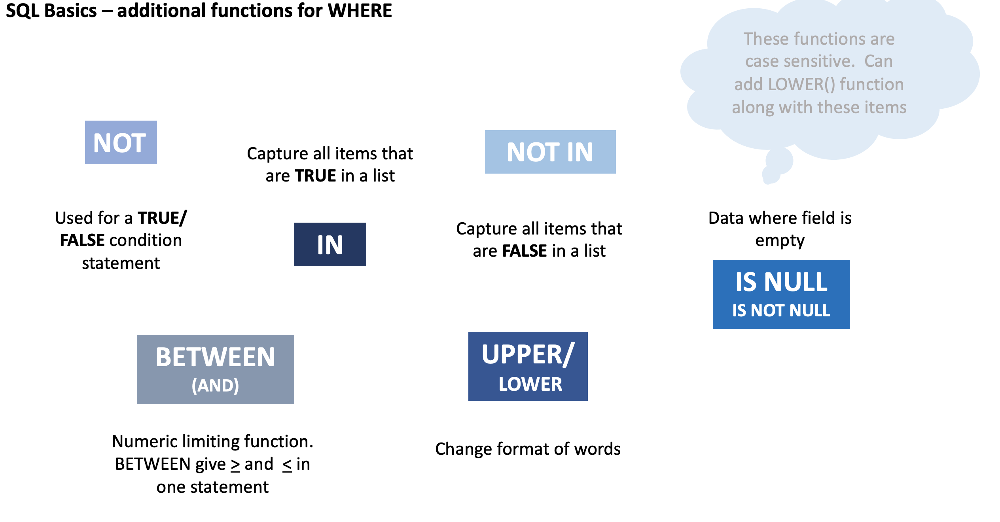 SQL Basics – additional functions for WHERE
These functions are
case sensitive.  Can
add LOWER() function
along with these items
NOT
Used for a TRUE/
FALSE condition
statement
Capture all items that
are TRUE in a list
IN
NOT IN
Capture all items that
are FALSE in a list
Data where field is
empty
IS NULL
IS NOT NULL
BETWEEN
(AND)
Numeric limiting function.
BETWEEN give ≥ and  ≤ in
one statement
UPPER/
LOWER
Change format of words